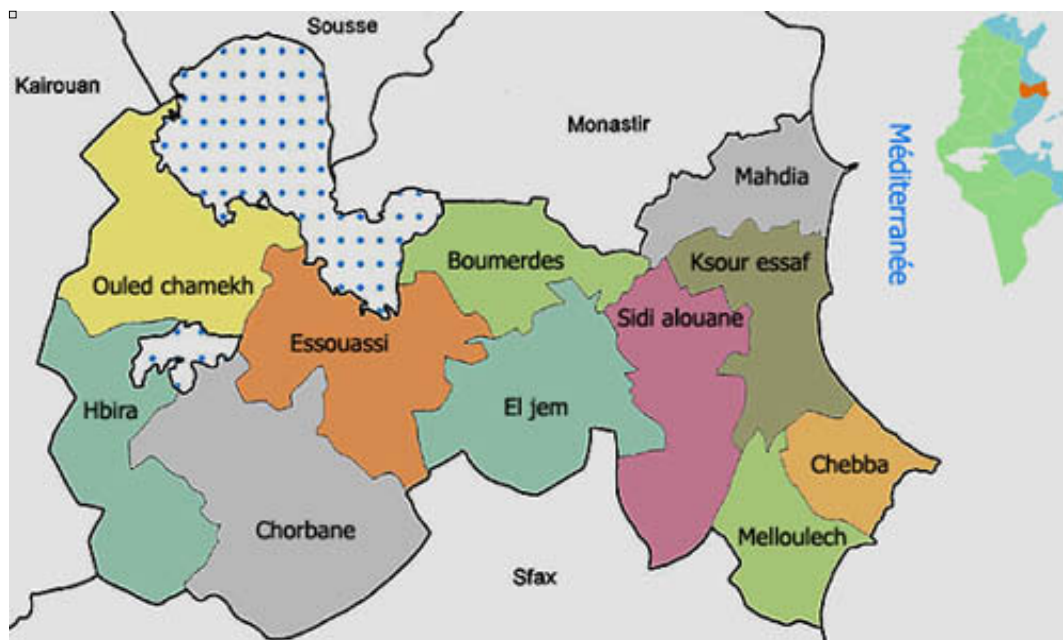 Sousse
Kairouan
Monastir
Méditerranée
Mahdia
Ouled chamekh
Boumerdes
Ksour essaf
Essouassi
Sidi alouane
Hbira
El jem
Chebba
Chorbane
Melloulech
Sfax